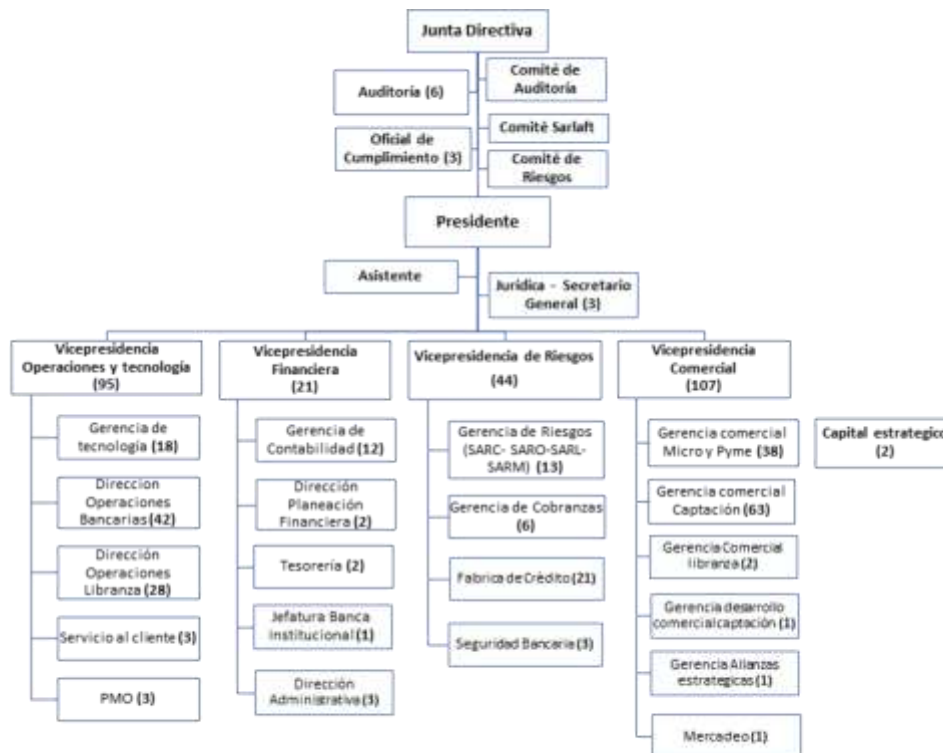 Junta Directiva
Auditoría (6)
Comité de
Auditoría
Oficial de
Cumplimiento (3)
Comité Sarlaft
Comité de
Riesgos
Presidente
Asistente
Jurídica - Secretario
General (3)
Vicepresidencia
Operaciones y tecnología
(95)
Gerencia de
tecnología (18)
Direccion
Operaciones
Bancarias (42)
Dirección
Operaciones
Libranza (28)
Servicio al cliente (3)
PMO (3)
Vicepresidencia
Financiera
(21)
Gerencia de
Contabilidad (12)
Dirección
Planeación
Financiera (2)
Tesorería (2)
Jefatura Banca
institucional (1)
Dirección
Administrativa (3)
Vicepresidencia de Riesgos
(44)
Gerencia de Riesgos
(SARC- SARO-SARL-
SARM) (13)
Gerencia de Cobranzas
(6)
Fabrica de Crédito (21)
Seguridad Bancaria (3)
Vicepresidencia
Comercial
(107)
Gerencia comercial
Micro y Pyme (38)
Gerencia comercial
Captación (63)
Gerencia Comercial
libranza (2)
Gerencia desarrollo
comercial captación (1)
Gerencia Alianzas
estrategicas (1)
Mercadeo (1)
Capital estrategico
(2)